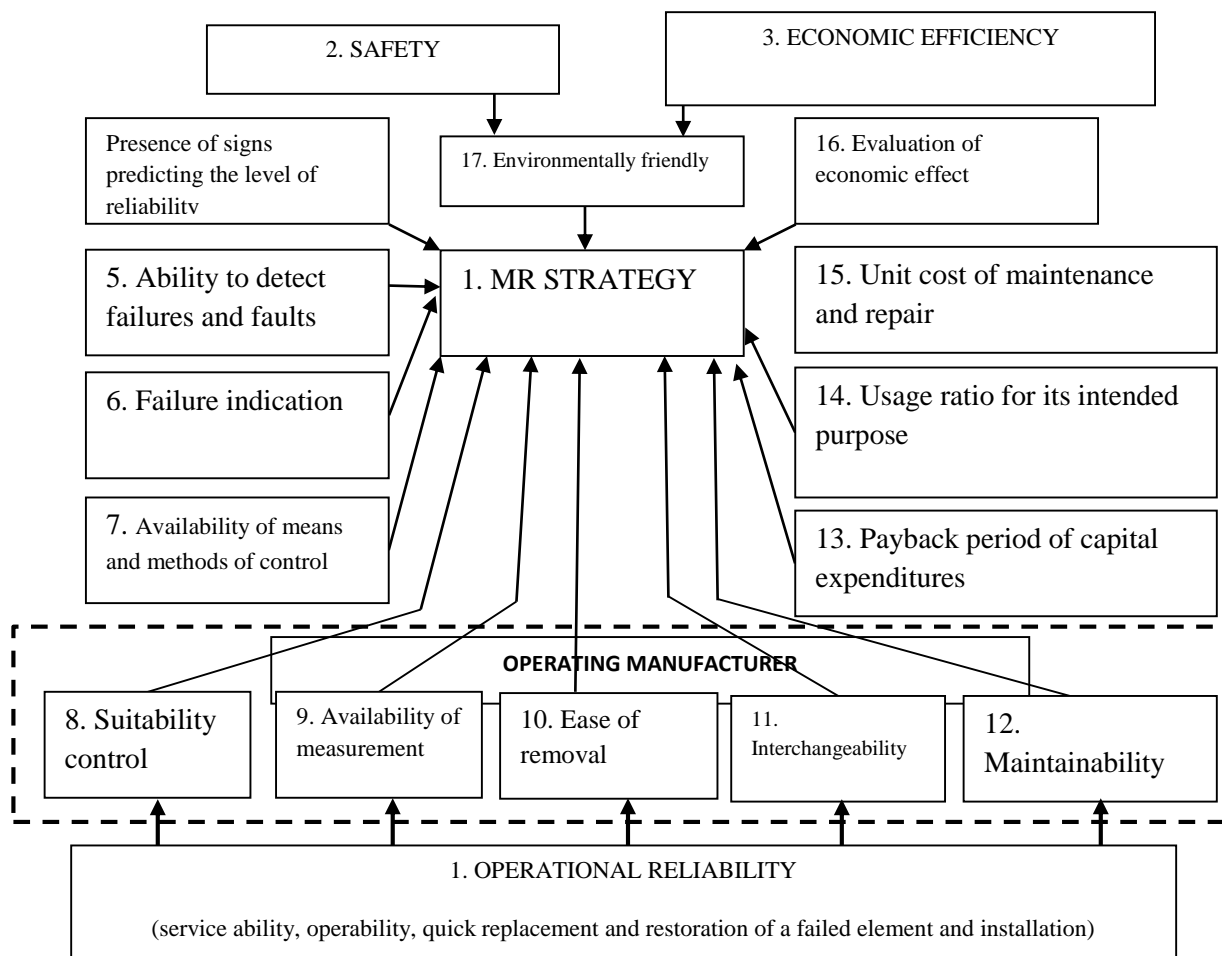 2. SAFETY
3. ECONOMIC EFFICIENCY
Presence of signs
predicting the level of
reliability
17. Environmentally friendly
16. Evaluation of
economic effect
5. Ability to detect
failures and faults
1. MR STRATEGY
15. Unit cost of maintenance
and repair
6. Failure indication
14. Usage ratio for its intended
purpose
7. Availability of means
and methods of control
13. Payback period of capital
expenditures
OPERATING MANUFACTURER
8. Suitability
control
9. Availability of
measurement
10. Ease of
removal
11.
Interchangeability
12.
Maintainability
1. OPERATIONAL RELIABILITY
(service ability, operability, quick replacement and restoration of a failed element and installation)